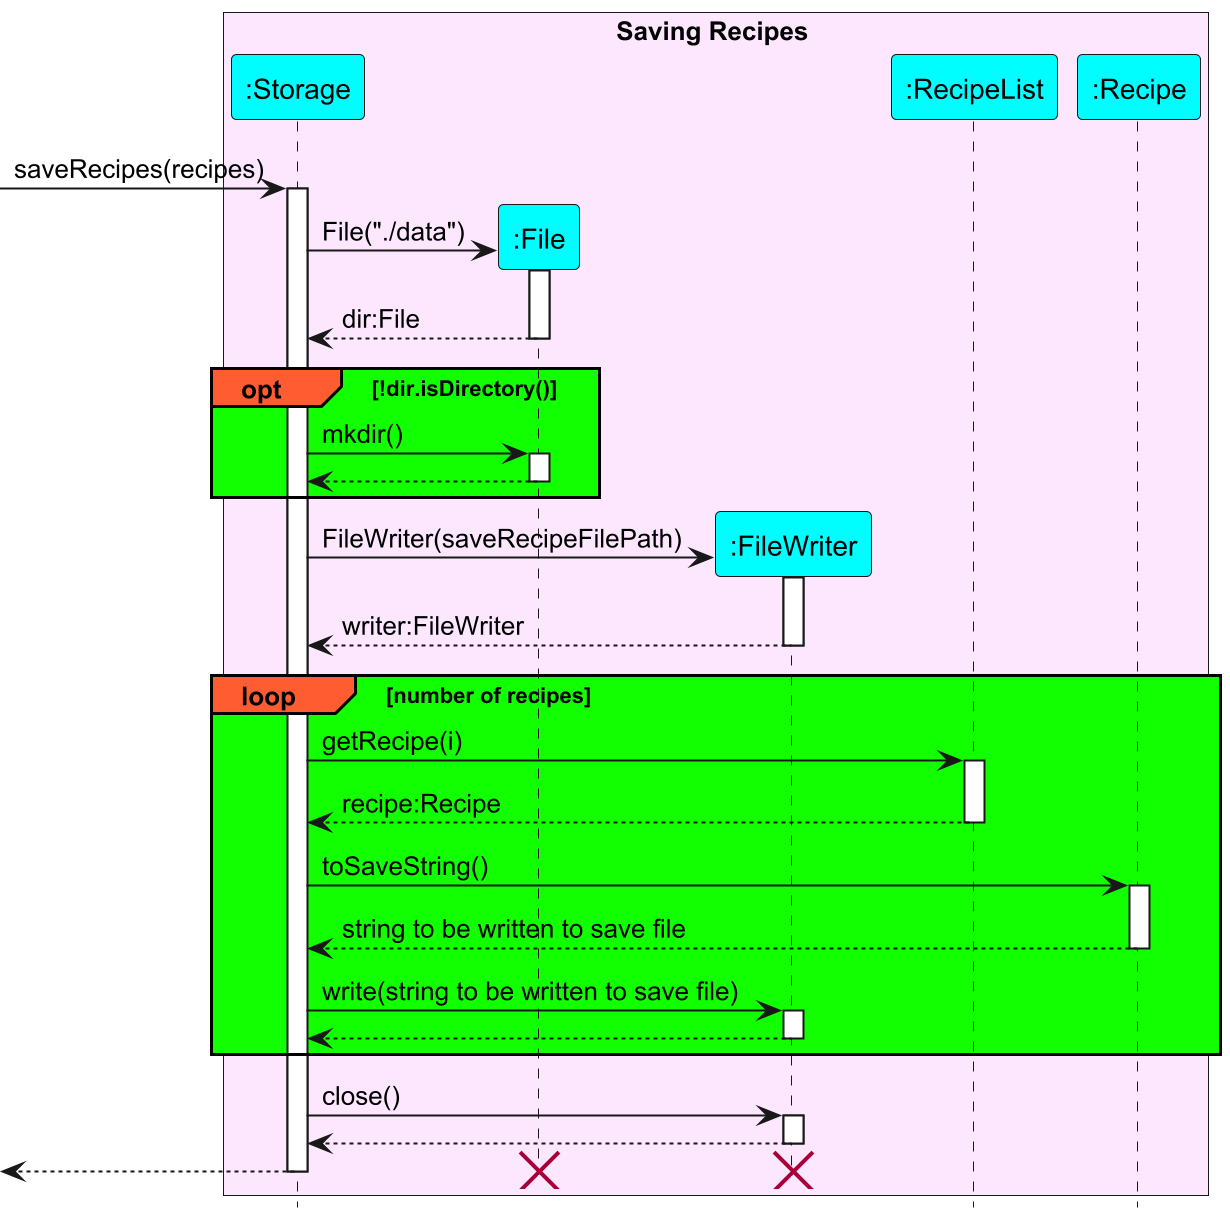 Saving Recipes
:Storage
:RecipeList
:Recipe
saveRecipes(recipes)
File("./data")
:File
dir:File
opt
[!dir.isDirectory()]
mkdir()
FileWriter(saveRecipeFilePath)
:FileWriter
writer:FileWriter
loop
[number of recipes]
getRecipe(i)
recipe:Recipe
toSaveString()
string to be written to save file
write(string to be written to save file)
close()